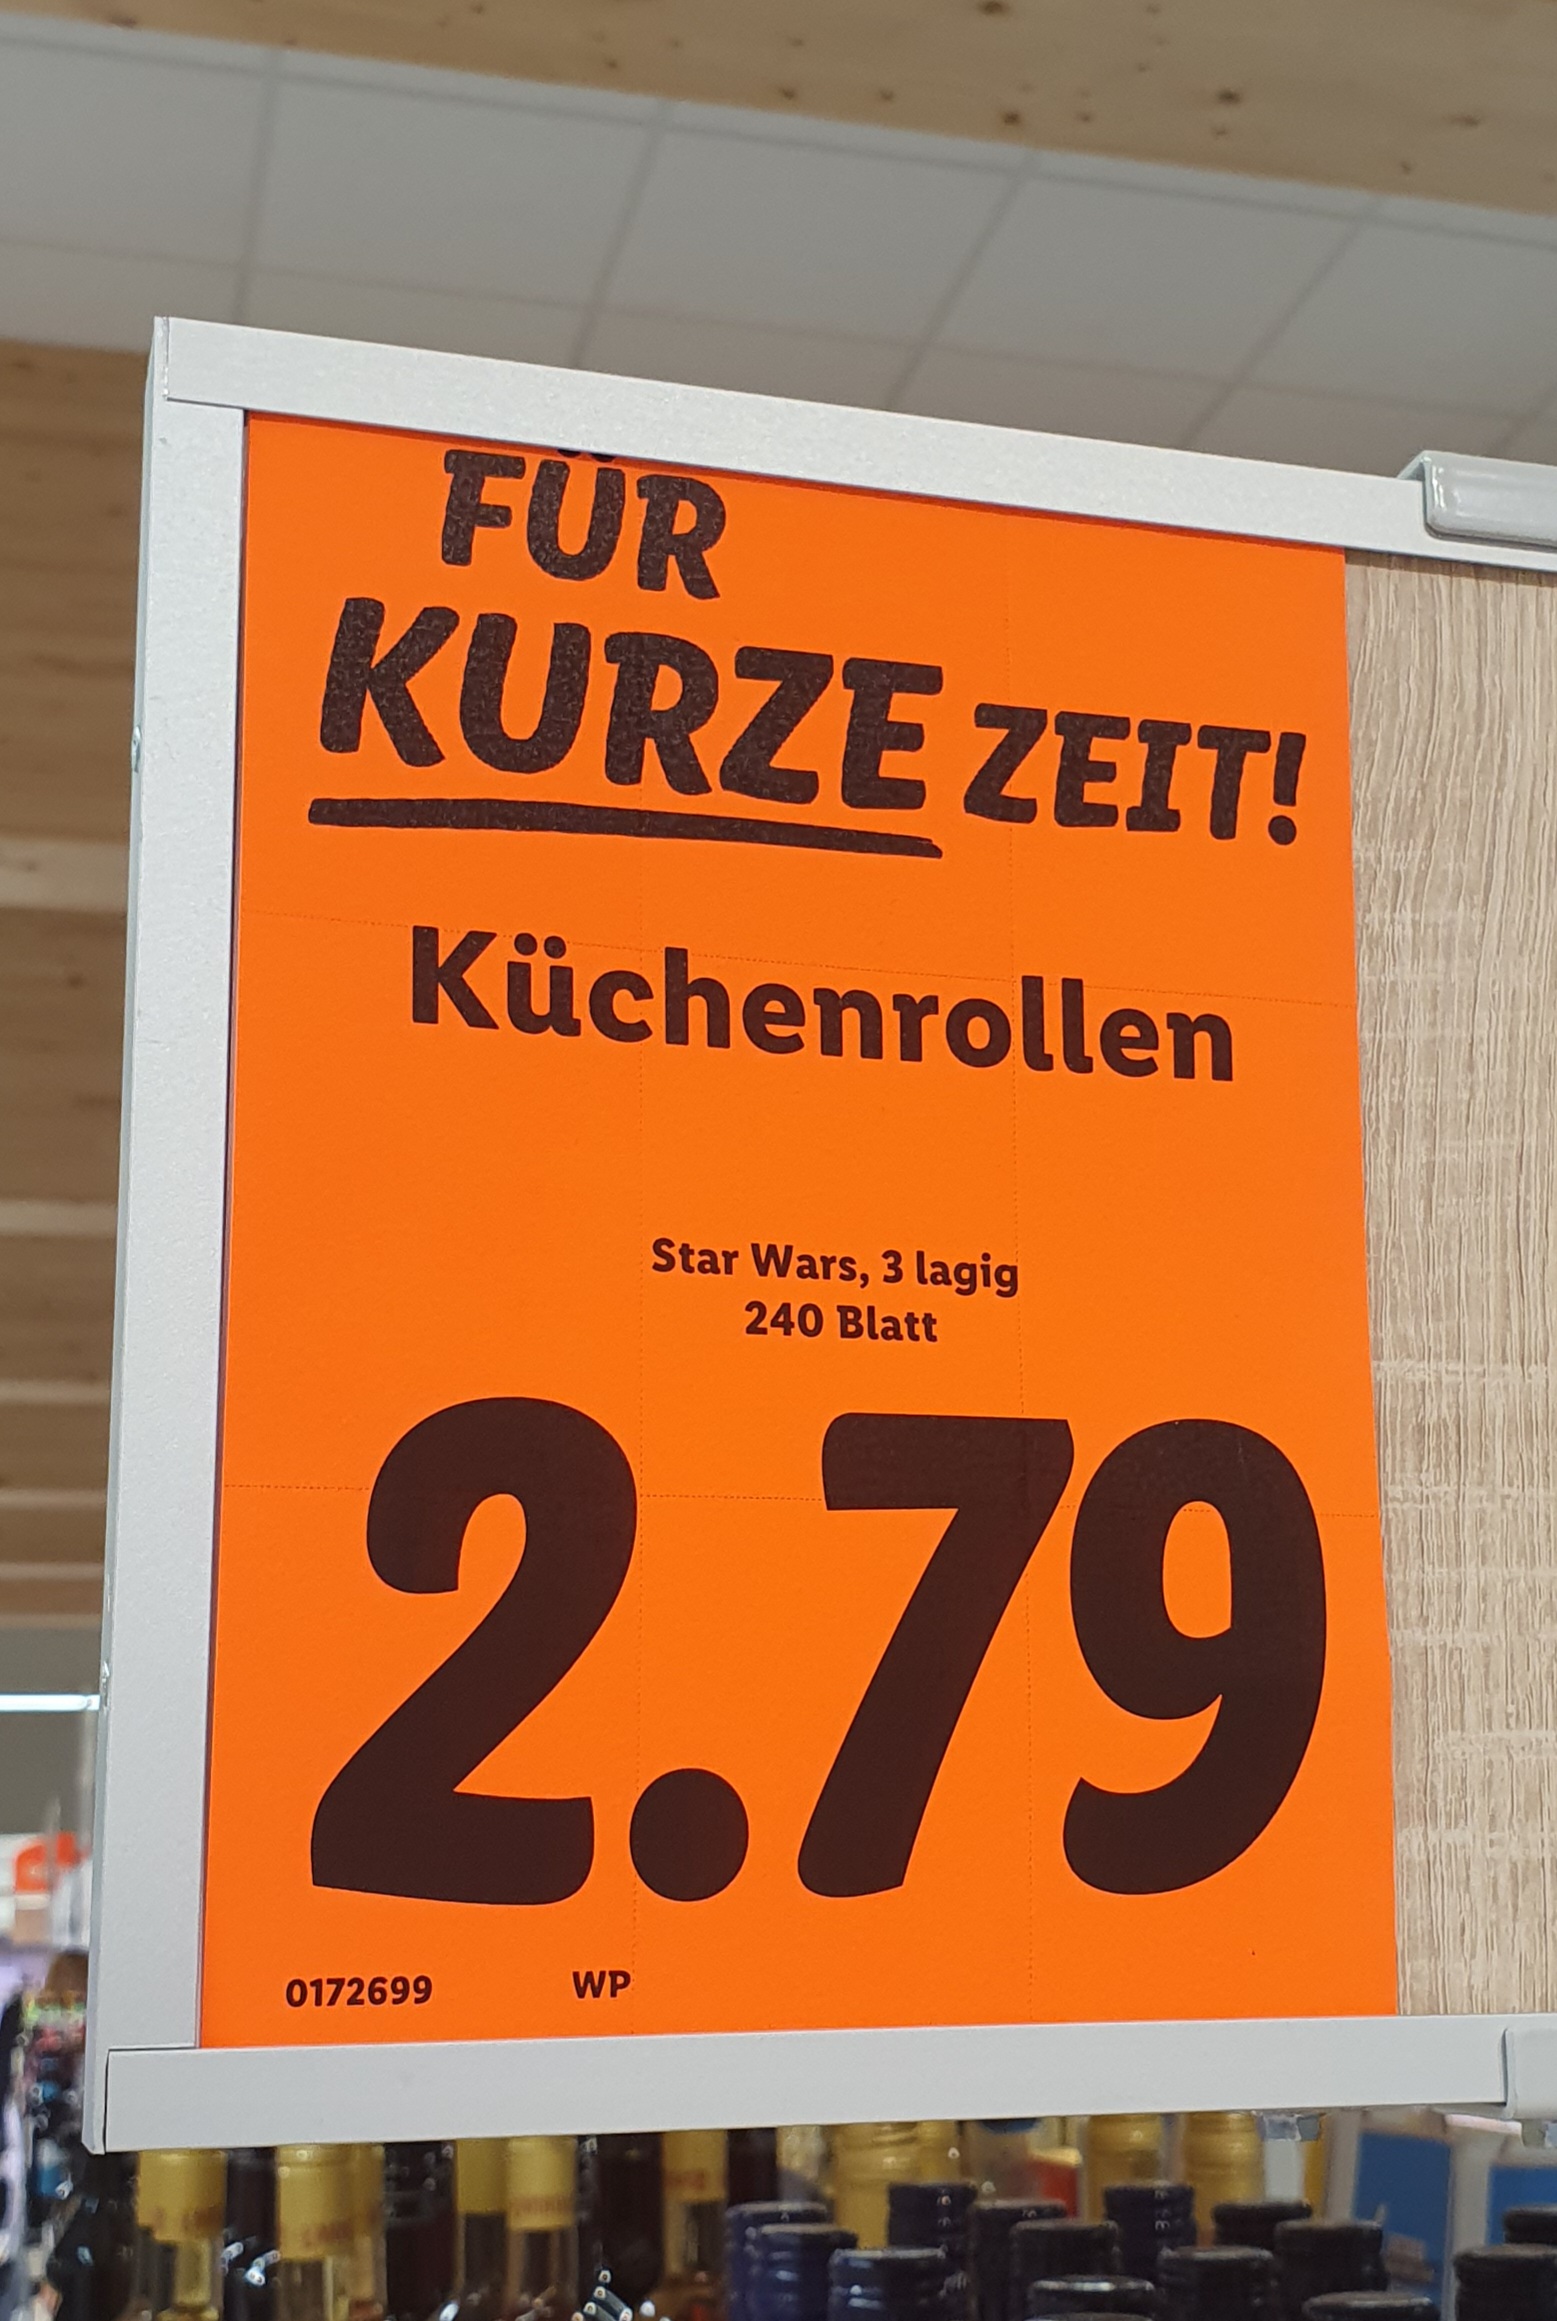 FÜR
KURZE ZEIT!
Küchenrollen
Star Wars, 3 lagig
240 Blatt
2.79
0172699 WP